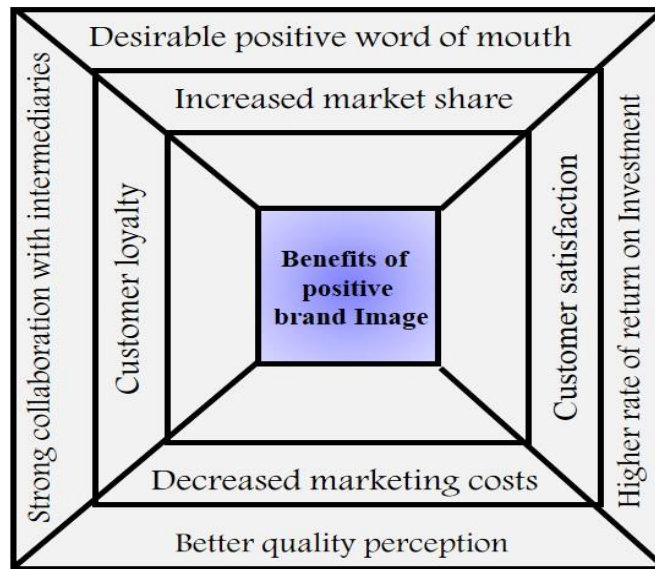 Desirable positive word of mouth
Increased market share
Strong collaboration with intermediaries
Customer loyalty
Benefits of
positive
brand Image
Customer satisfaction
Higher rate of return on Investment
Decreased marketing costs
Better quality perception